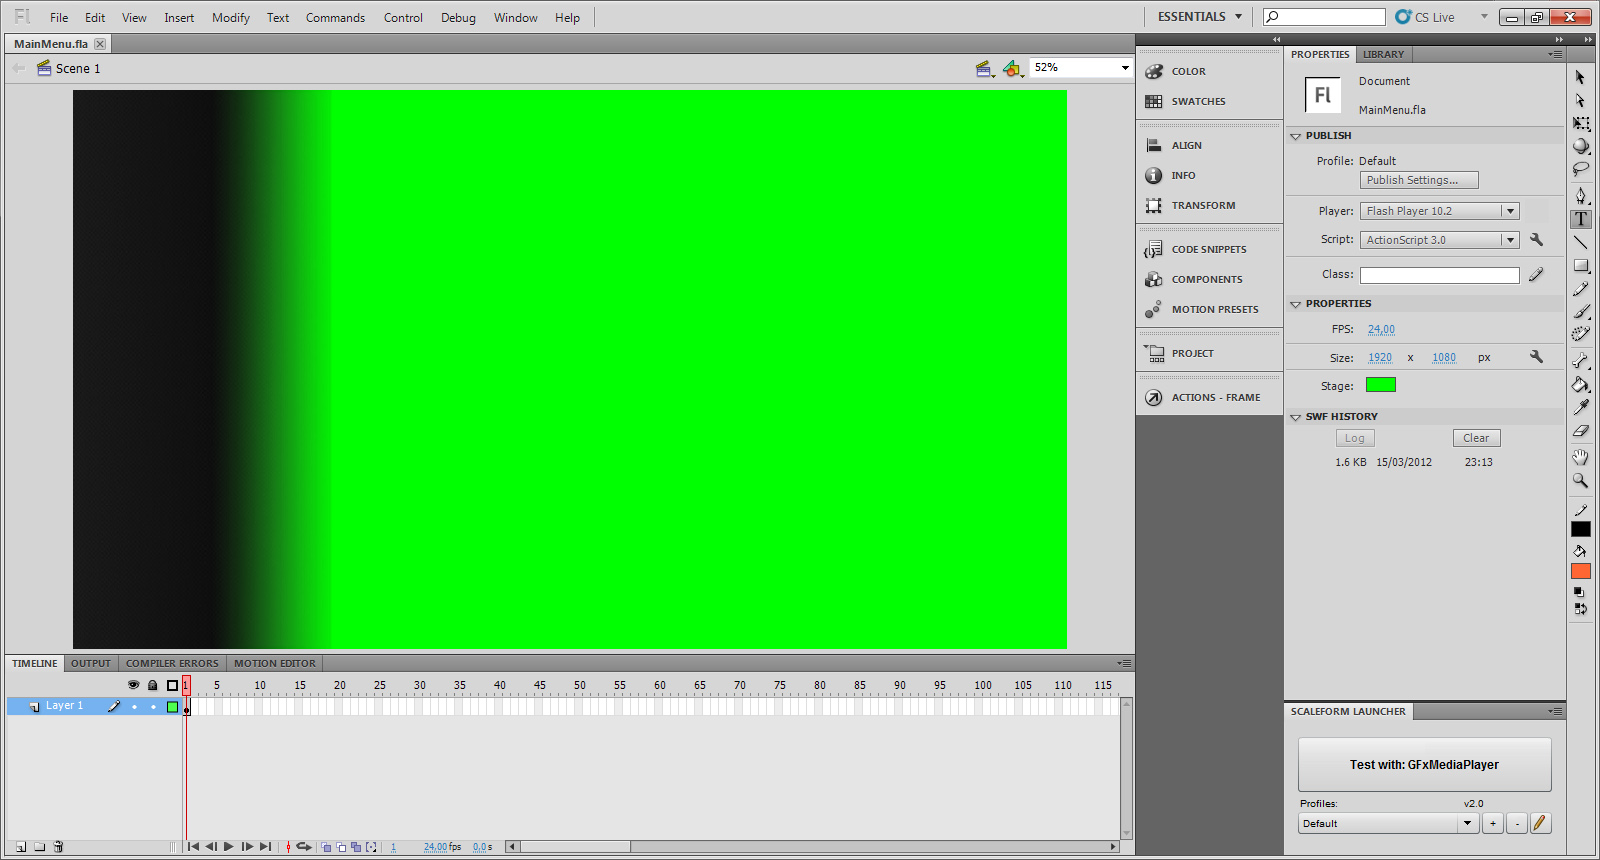 Fl File Edit View Insert Modify Text Commands Control Debug Window Help ESSENTIALS CS Live
MainMenu.fla
Scene 1 52%
COLOR
SWATCHES
ALIGN
INFO
TRANSFORM
CODE SNIPPETS
COMPONENTS
MOTION PRESETS
PROJECT
ACTIONS - FRAME
PROPERTIES LIBRARY
Fl
Document
MainMenu.fla
PUBLISH
Profile: Default
Publish Settings...
Player: Flash Player 10.2
Script: ActionScript 3.0
Class:
PROPERTIES
FPS: 24,00
Size: 1920 x 1080 px
Stage:
SWF HISTORY
Log Clear
1.6 KB 15/03/2012 23:13
T
TIMELINE OUTPUT COMPILER ERRORS MOTION EDITOR
1 5 10 15 20 25 30 35 40 45 50 55 60 65 70 75 80 85 90 95 100 105 110 115
Layer 1
1 24,00 fps 0,0 s
SCALEFORM LAUNCHER
Test with: GFxMediaPlayer
Profiles: v2.0
Default + -